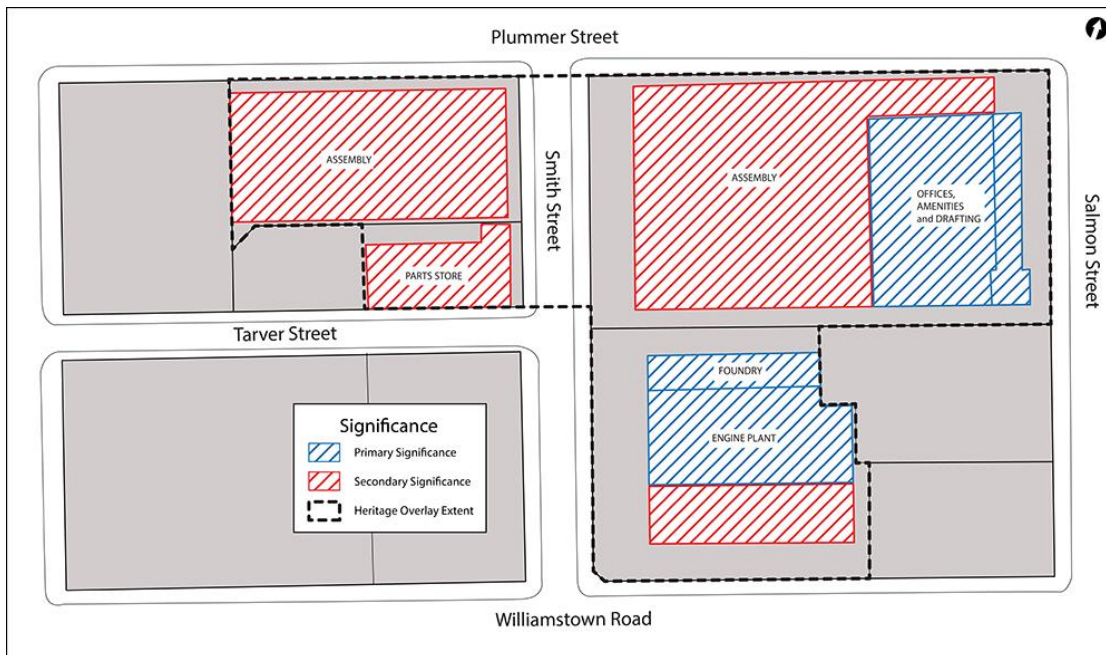 Plummer Street
ASSEMBLY
PARTS STORE
Smith Street
ASSEMBLY
OFFICES,
AMENITIES
and DRAFTING
Salmon Street
Tarver Street
FOUNDRY
ENGINE PLANT
Significance
Primary Significance
Secondary Significance
Heritage Overlay Extent
Williamstown Road